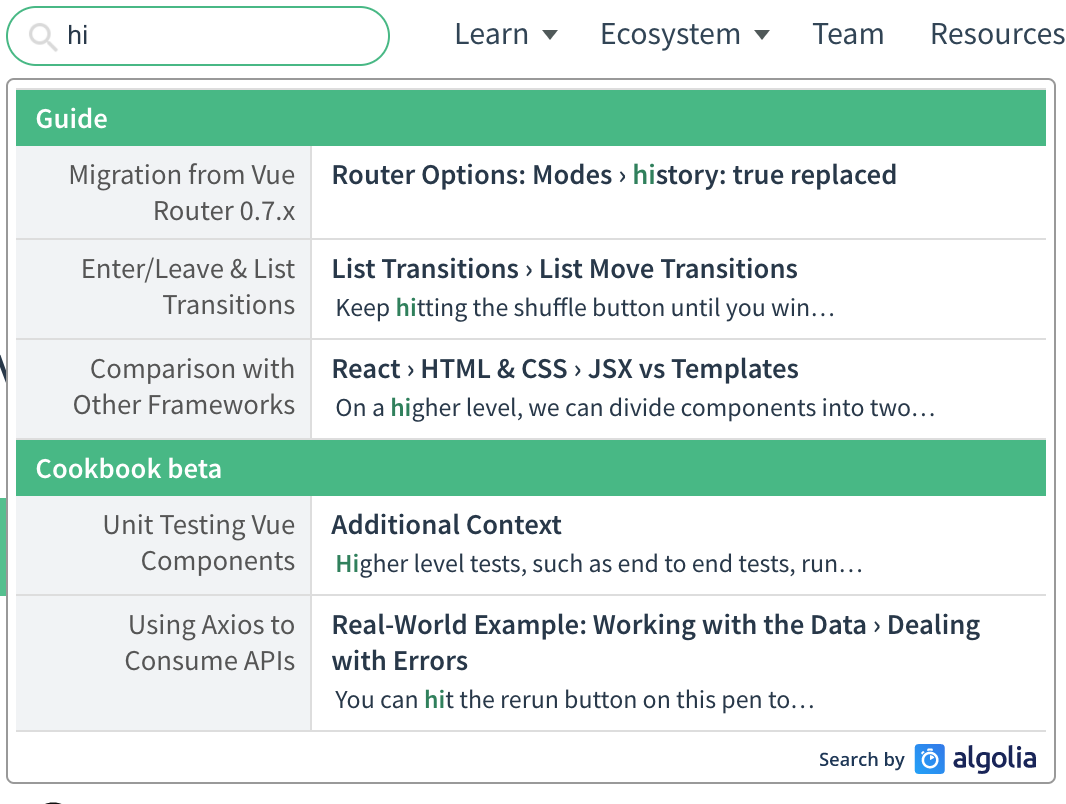 hi
Learn
Ecosystem
Team
Resources
Guide
Migration from Vue
Router 0.7.x
Router Options: Modes › history: true replaced
Enter/Leave & List
Transitions
List Transitions › List Move Transitions
Keep hitting the shuffle button until you win…
Comparison with
Other Frameworks
React › HTML & CSS › JSX vs Templates
On a higher level, we can divide components into two…
Cookbook beta
Unit Testing Vue
Components
Additional Context
Higher level tests, such as end to end tests, run…
Using Axios to
Consume APIs
Real-World Example: Working with the Data › Dealing
with Errors
You can hit the rerun button on this pen to…
Search by algolia